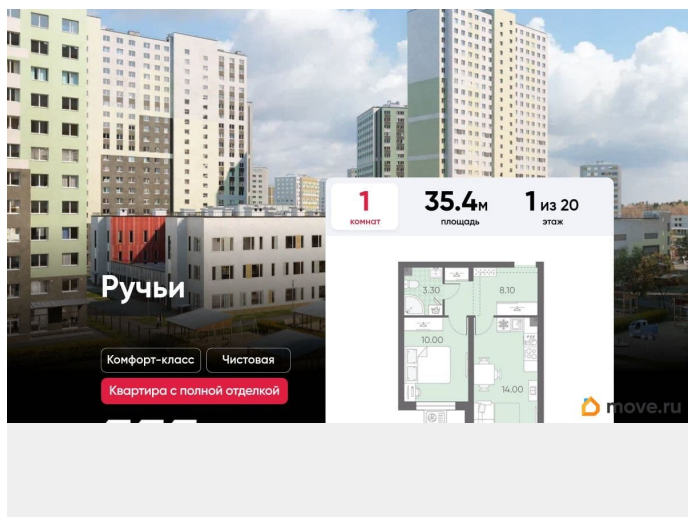 1
комнат
35.4м
площадь
1 из 20
этаж
Ручьи
Комфорт-класс
Чистовая
Квартира с полной отделкой
3.30
8.10
10.00
14.00
move.ru